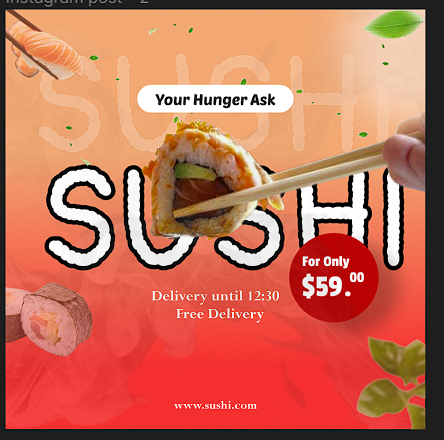 Instagram post - 2
SUSHI
Your Hunger Ask
SUSHI
For Only
$59.00
Delivery until 12:30
Free Delivery
www.sushi.com